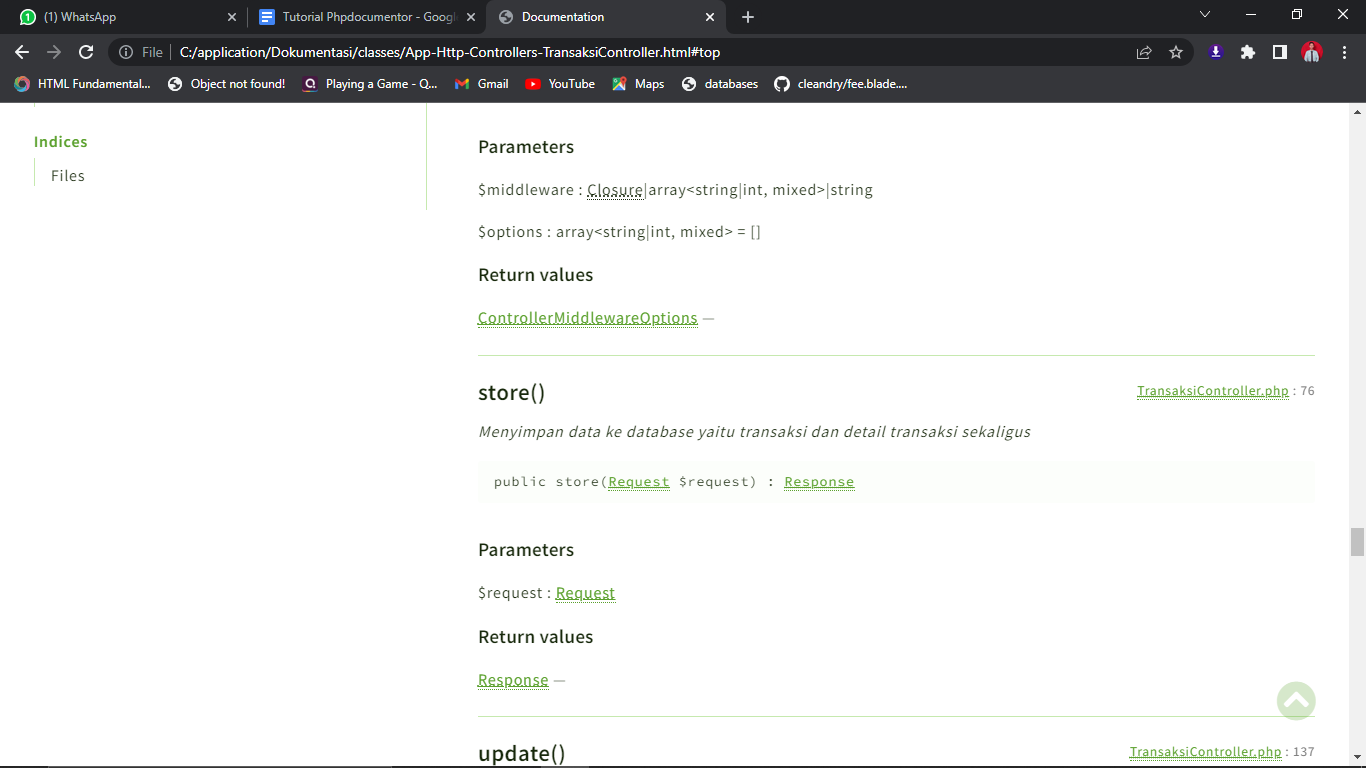 (1) WhatsApp
Tutorial Phpdocumentor - Google
Documentation
File
C:/application/Dokumentasi/classes/App-Http-Controllers-TransaksiController.html#top
HTML Fundamental...
Object not found!
Playing a Game - Q...
Gmail
YouTube
Maps
databases
cleandry/fee.blade....
Indices
Files
Parameters
$middleware : Closure|array<string|int, mixed>|string
$options : array<string|int, mixed> = []
Return values
ControllerMiddlewareOptions —
store()
TransaksiController.php : 76
Menyimpan data ke database yaitu transaksi dan detail transaksi sekaligus
public store(Request $request) : Response
Parameters
$request : Request
Return values
Response —
update()
TransaksiController.php : 137